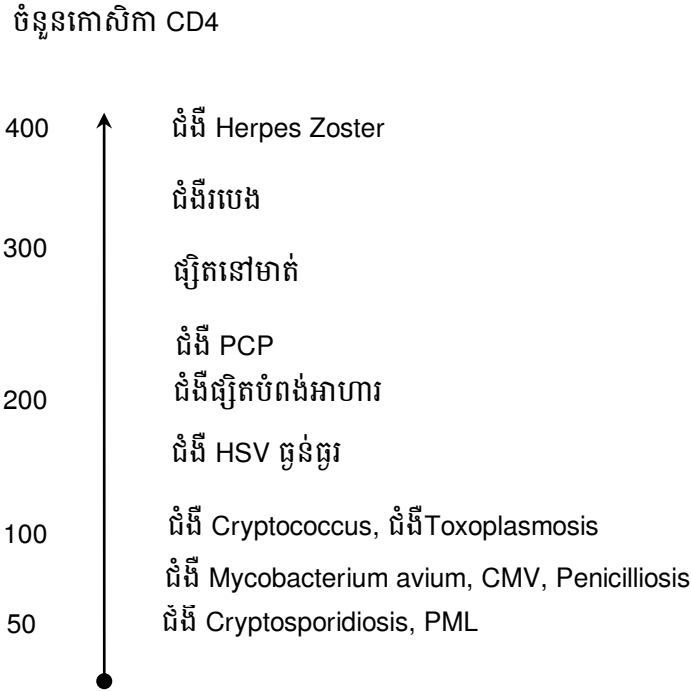 ចំនួនកោសិកា CD4
400 ជំងឺ Herpes Zoster
ជំងឺរបេង
300
ផ្សិតនៅមាត់
ជំងឺ PCP
ជំងឺផ្សិតបំពង់អាហារ
200
ជំងឺ HSV ធ្ងន់ធ្ងរ
100 ជំងឺ Cryptococcus, ជំងឺToxoplasmosis
ជំងឺ Mycobacterium avium, CMV, Penicilliosis
50 ជំងឺ Cryptosporidiosis, PML